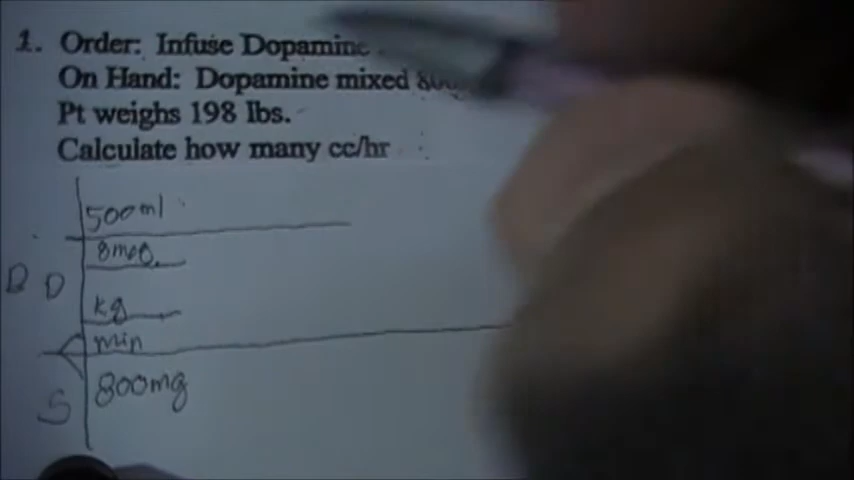 1. Order: Infuse Dopamine
On Hand: Dopamine mixed 800
Pt weighs 198 lbs.
Calculate how many cc/hr
500ml
8mcg
D D
kg
min
S 800mg